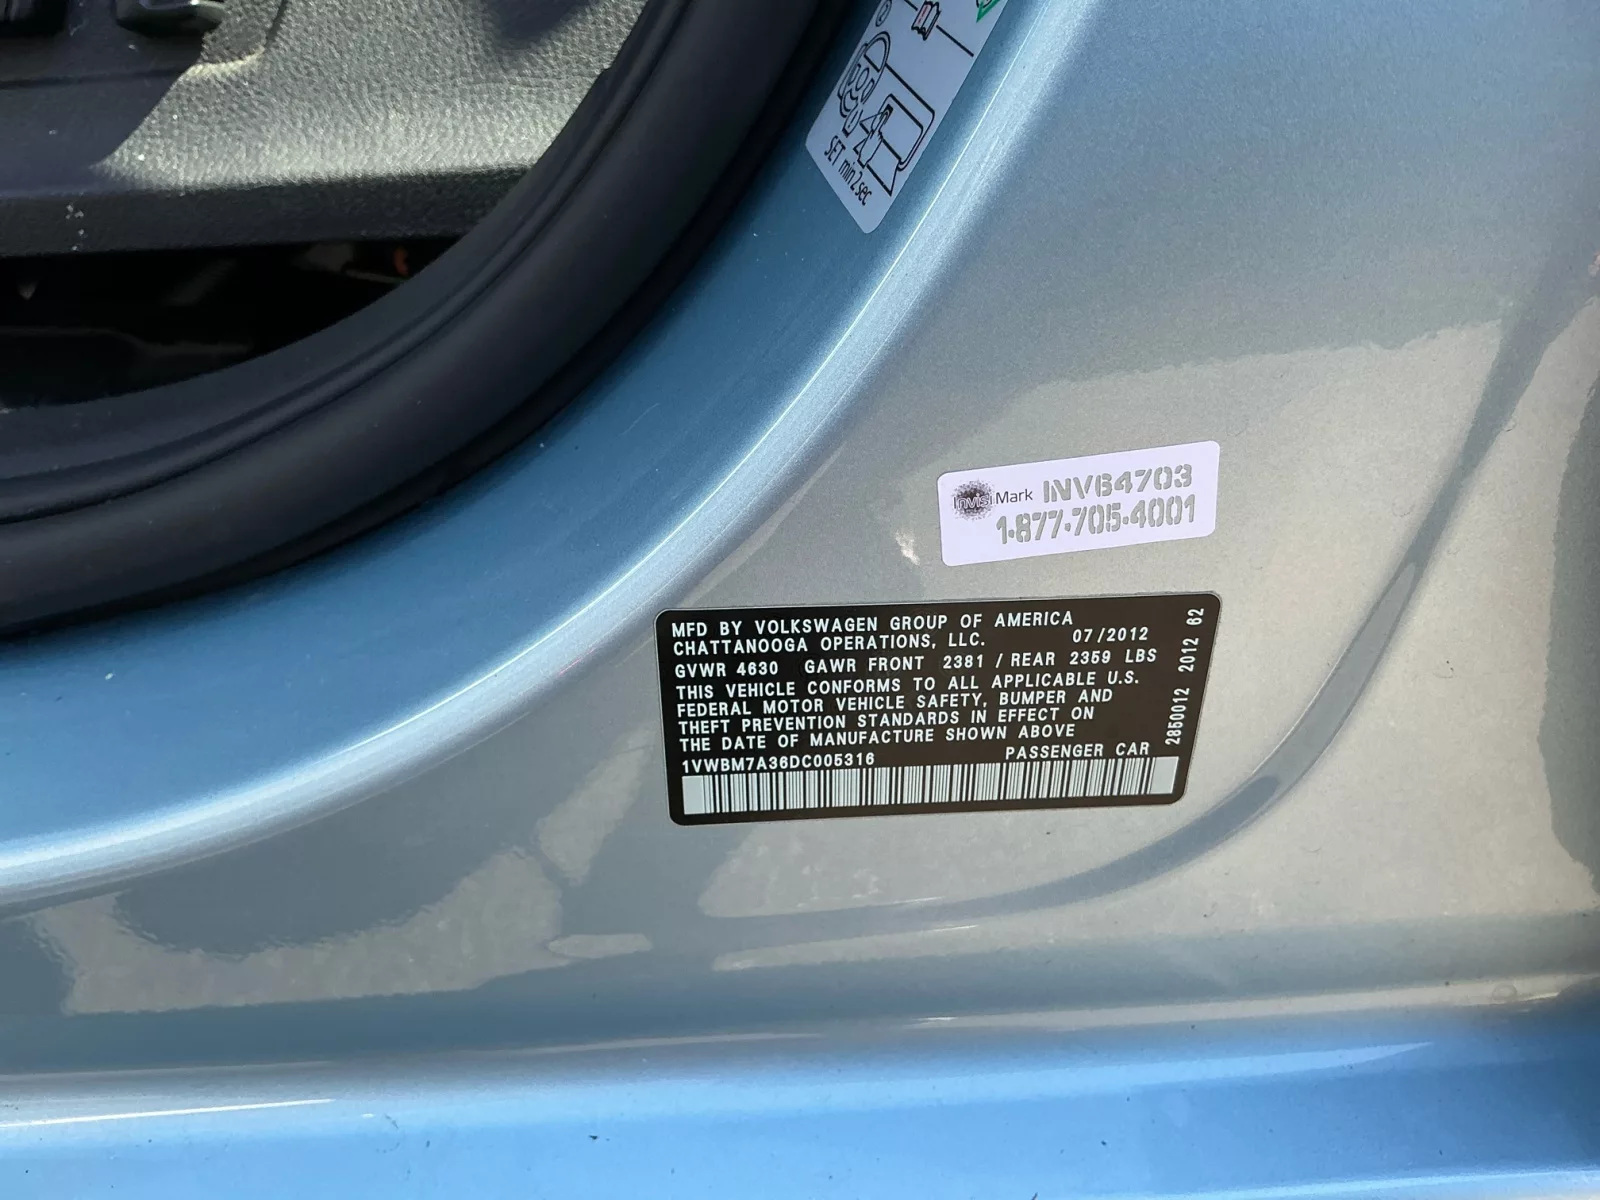 SET min 2 sec
InvisiMark INV64703
1-877-705-4001
MFD BY VOLKSWAGEN GROUP OF AMERICA
CHATTANOOGA OPERATIONS, LLC. 07/2012
GVWR 4630 GAWR FRONT 2381 / REAR 2359 LBS
THIS VEHICLE CONFORMS TO ALL APPLICABLE U.S.
FEDERAL MOTOR VEHICLE SAFETY, BUMPER AND
THEFT PREVENTION STANDARDS IN EFFECT ON
THE DATE OF MANUFACTURE SHOWN ABOVE
1VWBM7A36DC005316 PASSENGER CAR
2850012 2012 62